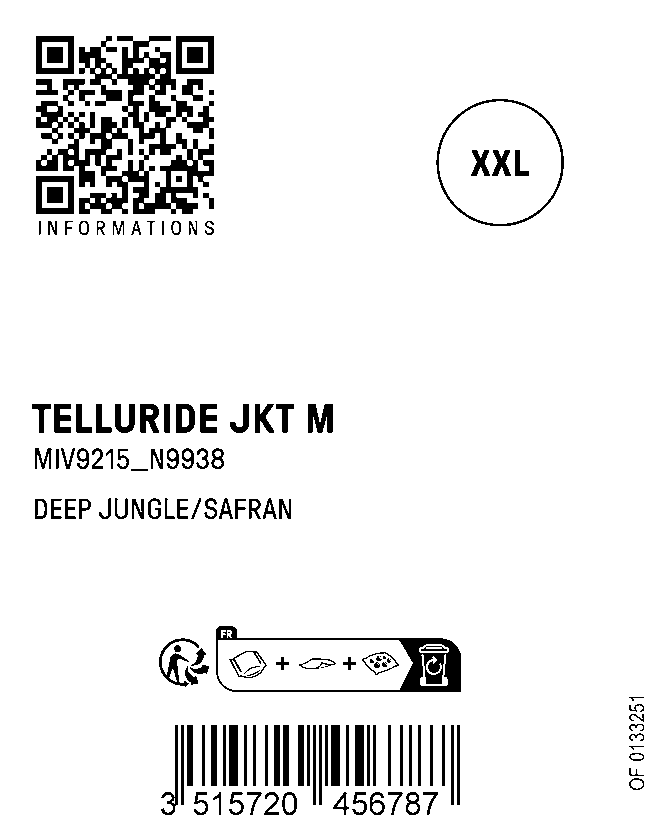 INFORMATIONS
XXL
TELLURIDE JKT M
MIV9215_N9938
DEEP JUNGLE/SAFRAN
FR
3 515720 456787
OF 0133251